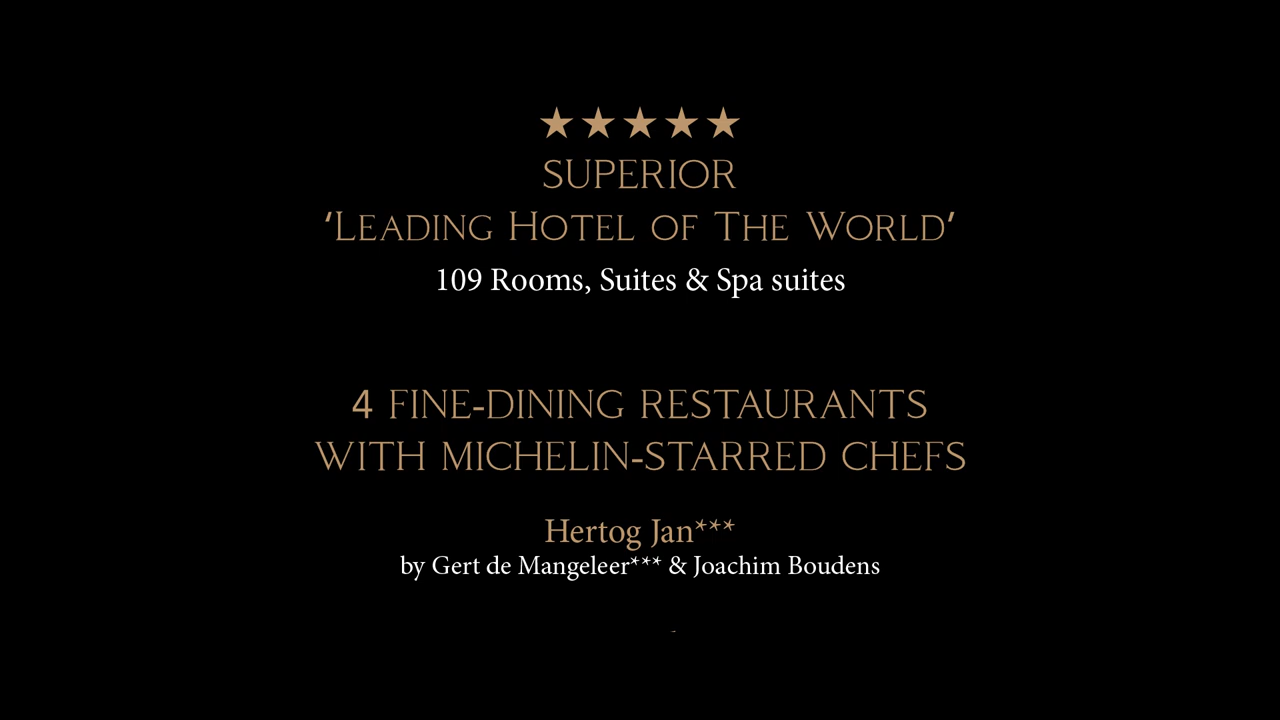 ★★★★★
SUPERIOR
‘LEADING HOTEL OF THE WORLD’
109 Rooms, Suites & Spa suites
4 FINE-DINING RESTAURANTS
WITH MICHELIN-STARRED CHEFS
Hertog Jan***
by Gert de Mangeleer*** & Joachim Boudens